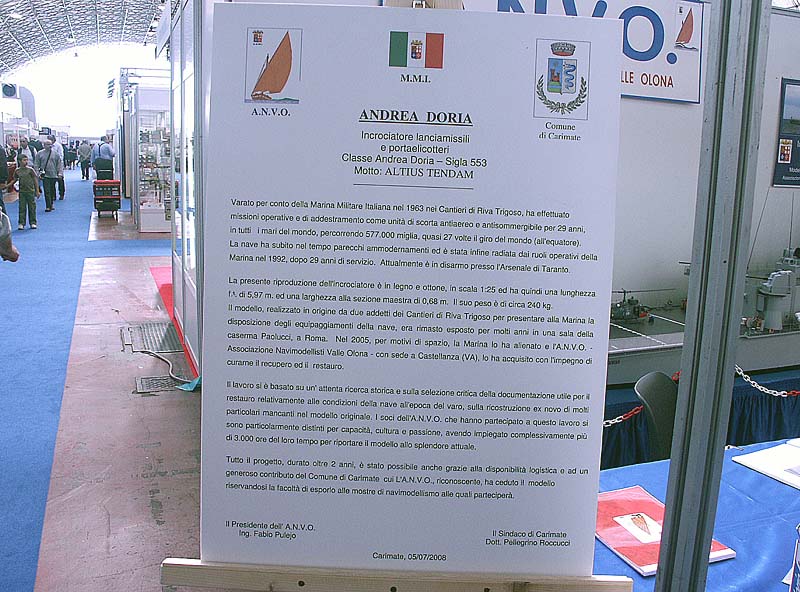 NVO!
LLE OLONA
A.N.V.O.
M.M.I.
Comune
di Carimate
ANDREA DORIA
Incrociatore lanciamissili
e portaelicotteri
Classe Andrea Doria – Sigla 553
Motto: ALTIUS TENDAM
Varato per conto della Marina Militare Italiana nel 1963 nei Cantieri di Riva Trigoso, ha effettuato
missioni operative e di addestramento come unità di scorta antiaereo e antisommergibile per 29 anni,
in tutti i mari del mondo, percorrendo 577.000 miglia, quasi 27 volte il giro del mondo (all'equatore).
La nave ha subito nel tempo parecchi ammodernamenti ed è stata infine radiata dai ruoli operativi della
Marina nel 1992, dopo 29 anni di servizio. Attualmente è in disarmo presso l'Arsenale di Taranto.
La presente riproduzione dell'incrociatore è in legno e ottone, in scala 1:25 ed ha quindi una lunghezza
f.t. di 5,97 m. ed una larghezza alla sezione maestra di 0,68 m. Il suo peso è di circa 240 kg.
Il modello, realizzato in origine da due addetti dei Cantieri di Riva Trigoso per presentare alla Marina la
disposizione degli equipaggiamenti della nave, era rimasto esposto per molti anni in una sala della
caserma Paolucci, a Roma. Nel 2005, per motivi di spazio, la Marina lo ha alienato e l'A.N.V.O. -
Associazione Navimodellisti Valle Olona - con sede a Castellanza (VA), lo ha acquisito con l'impegno di
curarne il recupero ed il restauro.
Il lavoro si è basato su un' attenta ricerca storica e sulla selezione critica della documentazione utile per il
restauro relativamente alle condizioni della nave all'epoca del varo, sulla ricostruzione ex novo di molti
particolari mancanti nel modello originale. I soci dell'A.N.V.O. che hanno partecipato a questo lavoro si
sono particolarmente distinti per capacità, cultura e passione, avendo impiegato complessivamente più
di 3.000 ore del loro tempo per riportare il modello allo splendore attuale.
Tutto il progetto, durato oltre 2 anni, è stato possibile anche grazie alla disponibilità logistica e ad un
generoso contributo del Comune di Carimate cui L'A.N.V.O., riconoscente, ha ceduto il modello
riservandosi la facoltà di esporlo alle mostre di navimodellismo alle quali parteciperà.
Il Presidente dell' A.N.V.O.
Ing. Fabio Pulejo
Il Sindaco di Carimate
Dott. Pellegrino Roccucci
Carimate, 05/07/2008